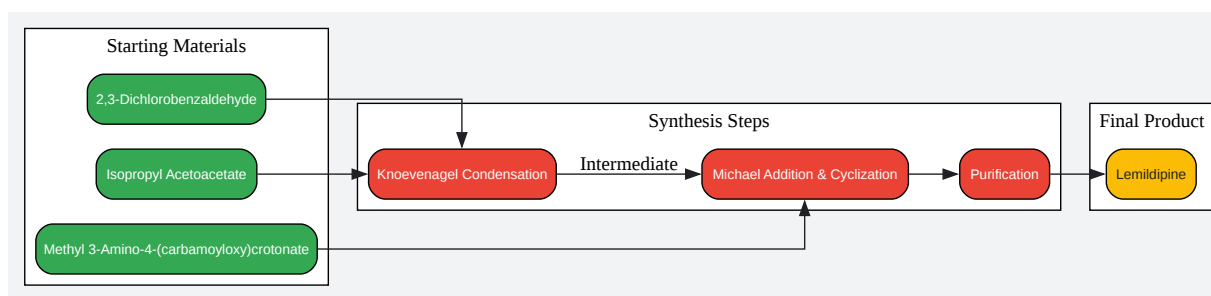 Starting Materials
2,3-Dichlorobenzaldehyde
Isopropyl Acetoacetate
Methyl 3-Amino-4-(carbamoyloxy)crotonate
Synthesis Steps
Knoevenagel Condensation
Intermediate
Michael Addition & Cyclization
Purification
Final Product
Lemildipine